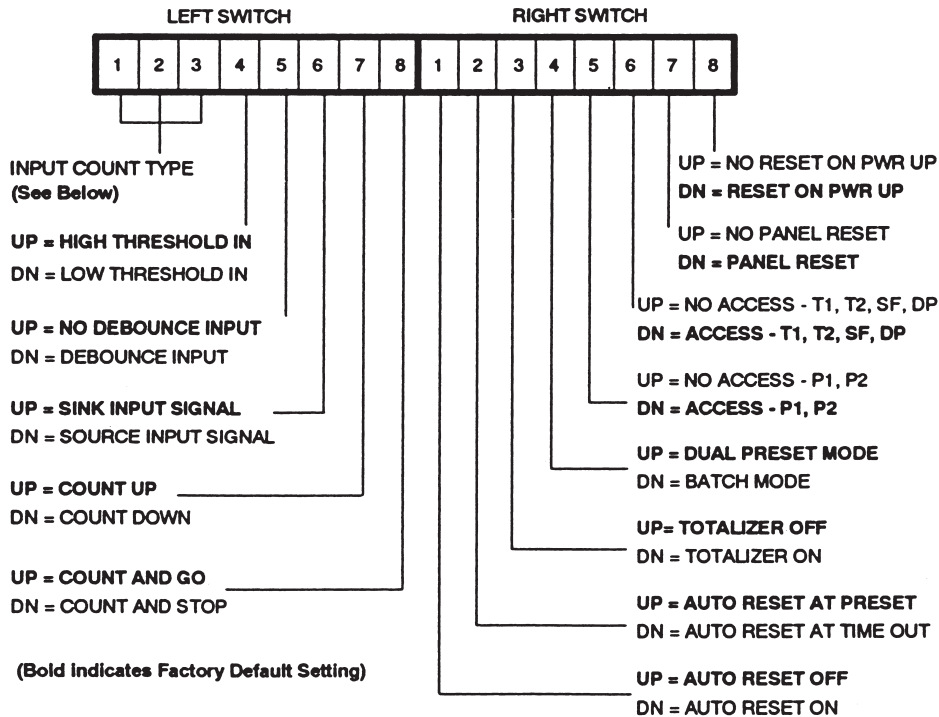 LEFT SWITCH
RIGHT SWITCH
1 2 3 4 5 6 7 8 1 2 3 4 5 6 7 8
INPUT COUNT TYPE
(See Below)
UP = HIGH THRESHOLD IN
DN = LOW THRESHOLD IN
UP = NO DEBOUNCE INPUT
DN = DEBOUNCE INPUT
UP = SINK INPUT SIGNAL
DN = SOURCE INPUT SIGNAL
UP = COUNT UP
DN = COUNT DOWN
UP = COUNT AND GO
DN = COUNT AND STOP
(Bold indicates Factory Default Setting)
UP = NO RESET ON PWR UP
DN = RESET ON PWR UP
UP = NO PANEL RESET
DN = PANEL RESET
UP = NO ACCESS - T1, T2, SF, DP
DN = ACCESS - T1, T2, SF, DP
UP = NO ACCESS - P1, P2
DN = ACCESS - P1, P2
UP = DUAL PRESET MODE
DN = BATCH MODE
UP= TOTALIZER OFF
DN = TOTALIZER ON
UP = AUTO RESET AT PRESET
DN = AUTO RESET AT TIME OUT
UP = AUTO RESET OFF
DN = AUTO RESET ON